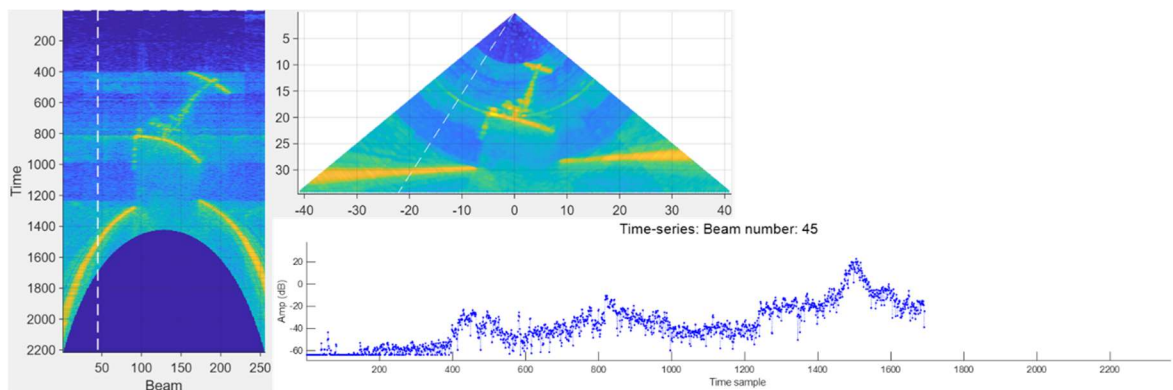 200
400
600
800
1000
1200
1400
1600
1800
2000
2200
Time
50 100 150 200 250
Beam
5
10
15
20
25
30
-40 -30 -20 -10 0 10 20 30 40
Time-series: Beam number: 45
20
0
-20
-40
-60
Amp (dB)
200 400 600 800 1000 1200 1400 1600 1800 2000 2200
Time sample